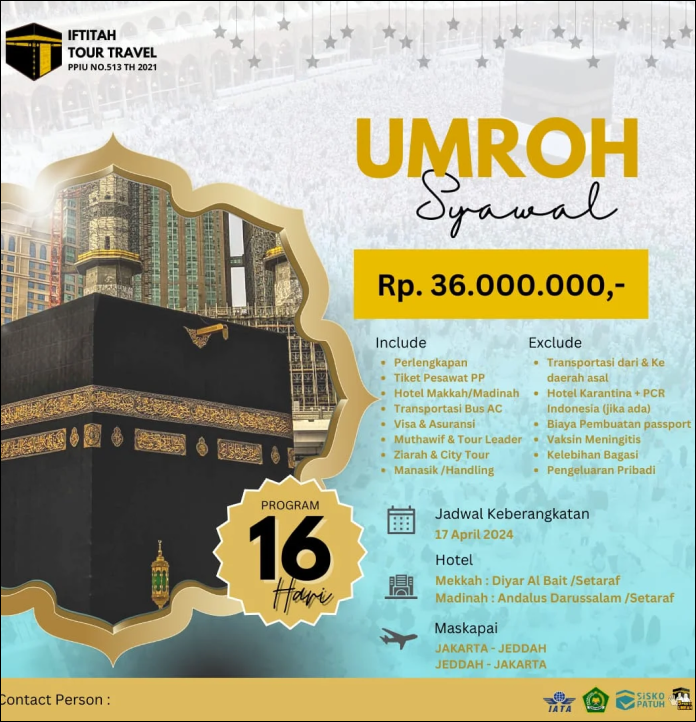 IFTITAH
TOUR TRAVEL
PPIU NO.513 TH 2021
UMROH
Syawal
Rp. 36.000.000,-
Include
Perlengkapan
Tiket Pesawat PP
Hotel Makkah/Madinah
Transportasi Bus AC
Visa & Asuransi
Muthawif & Tour Leader
Ziarah & City Tour
Manasik /Handling
Exclude
Transportasi dari & Ke
daerah asal
Hotel Karantina + PCR
Indonesia (jika ada)
Biaya Pembuatan passport
Vaksin Meningitis
Kelebihan Bagasi
Pengeluaran Pribadi
PROGRAM
16
Hari
Jadwal Keberangkatan
17 April 2024
Hotel
Mekkah : Diyar Al Bait /Setaraf
Madinah : Andalus Darussalam /Setaraf
Maskapai
JAKARTA - JEDDAH
JEDDAH - JAKARTA
Contact Person :
IATA
SISKO
PATUH